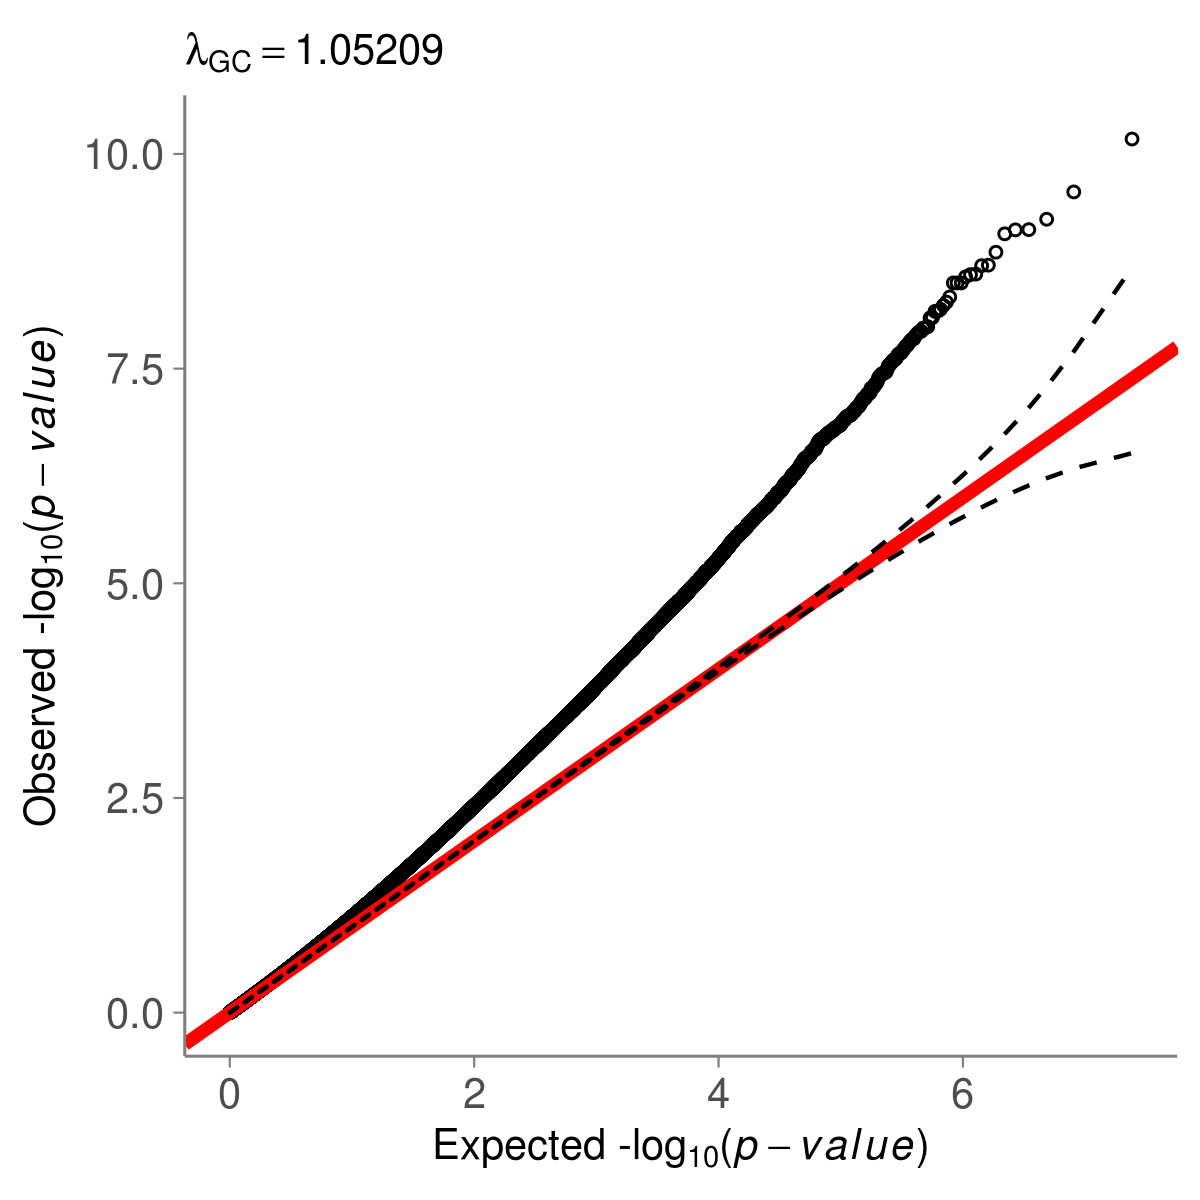 λGC = 1.05209
10.0
7.5
5.0
2.5
0.0
Observed -log10(p − value)
0 2 4 6
Expected -log10(p − value)